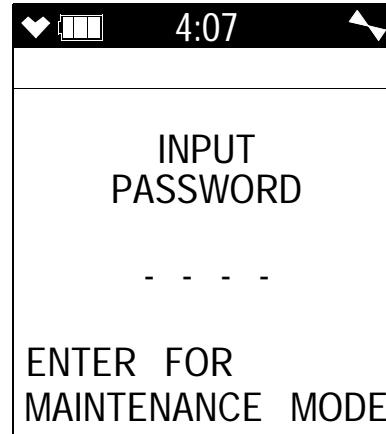 4:07
INPUT
PASSWORD
- - - -
ENTER FOR
MAINTENANCE MODE